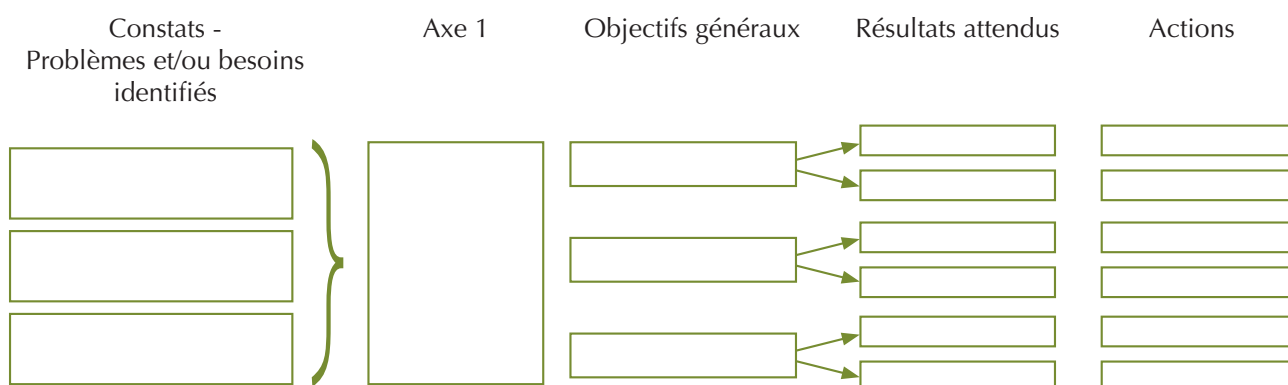 Constats -
Problèmes et/ou besoins
identifiés
Axe 1
Objectifs généraux
Résultats attendus
Actions